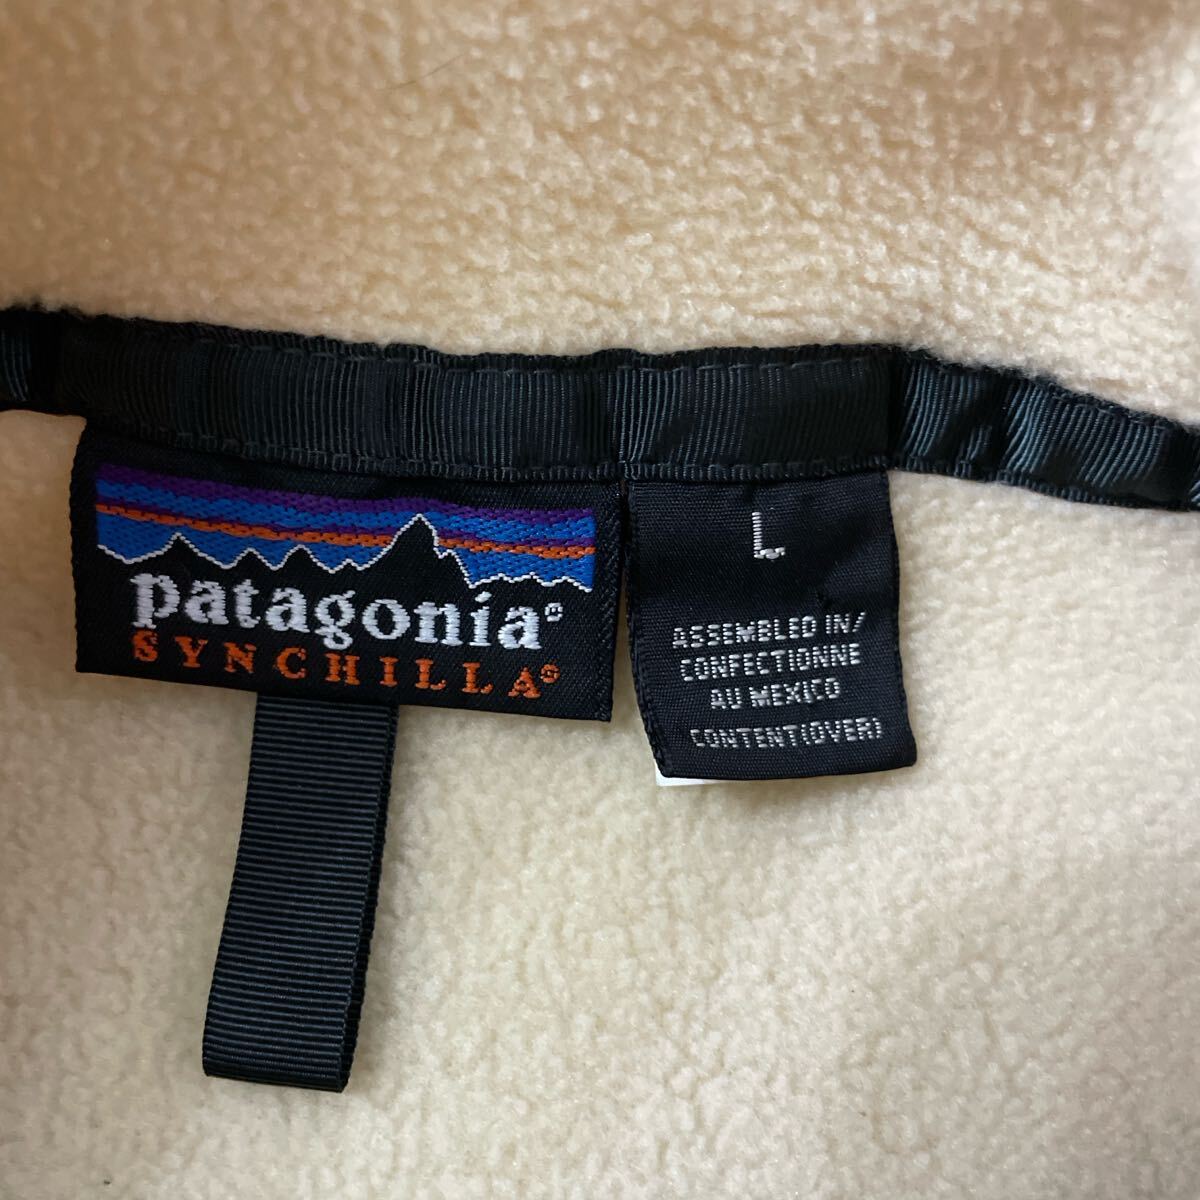 patagonia®
SYNCHILLA®
L
ASSEMBLED IN/
CONFECTIONNE
AU MEXICO
CONTENT(OVER)